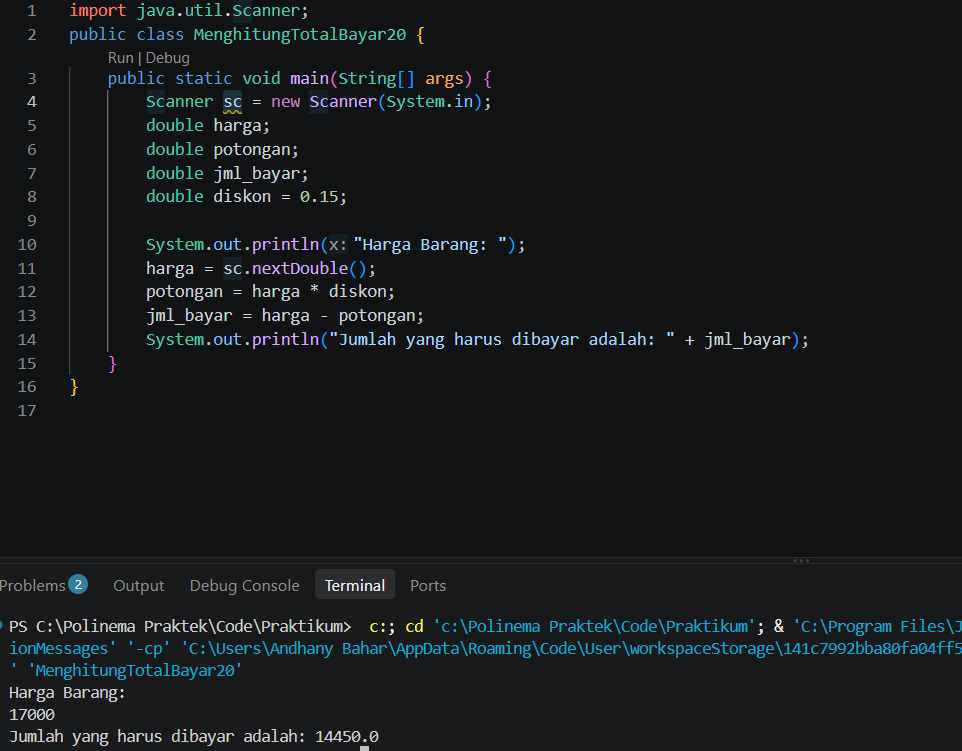 1 import java.util.Scanner;
2 public class MenghitungTotalBayar20 {
Run | Debug
3 public static void main(String[] args) {
4 Scanner sc = new Scanner(System.in);
5 double harga;
6 double potongan;
7 double jml_bayar;
8 double diskon = 0.15;
9
10 System.out.println(x: "Harga Barang: ");
11 harga = sc.nextDouble();
12 potongan = harga * diskon;
13 jml_bayar = harga - potongan;
14 System.out.println("Jumlah yang harus dibayar adalah: " + jml_bayar);
15 }
16 }
17
Problems 2 Output Debug Console Terminal Ports
PS C:\Polinema Praktek\Code\Praktikum> c:; cd 'c:\Polinema Praktek\Code\Praktikum'; & 'C:\Program Files\J
ionMessages' '-cp' 'C:\Users\Andhany Bahar\AppData\Roaming\Code\User\workspaceStorage\141c7992bba80fa04ff5
' 'MenghitungTotalBayar20'
Harga Barang:
17000
Jumlah yang harus dibayar adalah: 14450.0